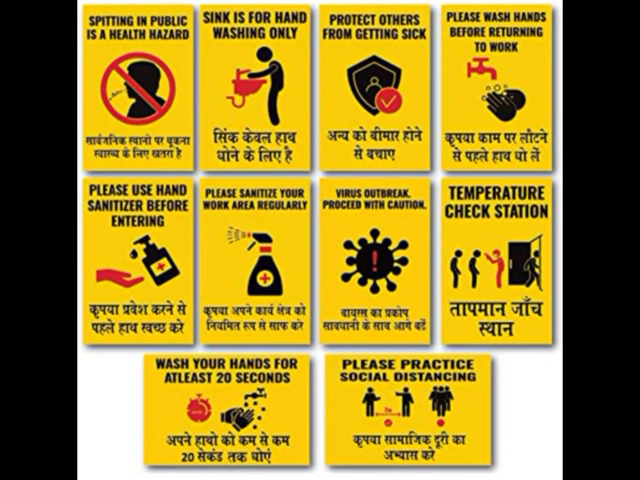 SPITTING IN PUBLIC
IS A HEALTH HAZARD
सार्वजनिक स्थानो पर थूकना
स्वास्थ्य के लिए खतरा है
SINK IS FOR HAND
WASHING ONLY
सिंक केवल हाथ
धोने के लिए है
PROTECT OTHERS
FROM GETTING SICK
अन्य को बीमार होने
से बचाए
PLEASE WASH HANDS
BEFORE RETURNING
TO WORK
कृपया काम पर लौटने
से पहले हाथ धो लें
PLEASE USE HAND
SANITIZER BEFORE
ENTERING
कृपया प्रवेश करने से
पहले हाथ स्वच्छ करे
PLEASE SANITIZE YOUR
WORK AREA REGULARLY
कृपया अपने कार्य क्षेत्र को
नियमित रूप से साफ करे
VIRUS OUTBREAK.
PROCEED WITH CAUTION.
वायरस का प्रकोप
सावधानी के साथ आगे बढ़ें
TEMPERATURE
CHECK STATION
तापमान जाँच
स्थान
WASH YOUR HANDS FOR
ATLEAST 20 SECONDS
अपने हाथो को कम से कम
20 सेकंड तक धोएं
PLEASE PRACTICE
SOCIAL DISTANCING
कृपया सामाजिक दूरी का
अभ्यास करे